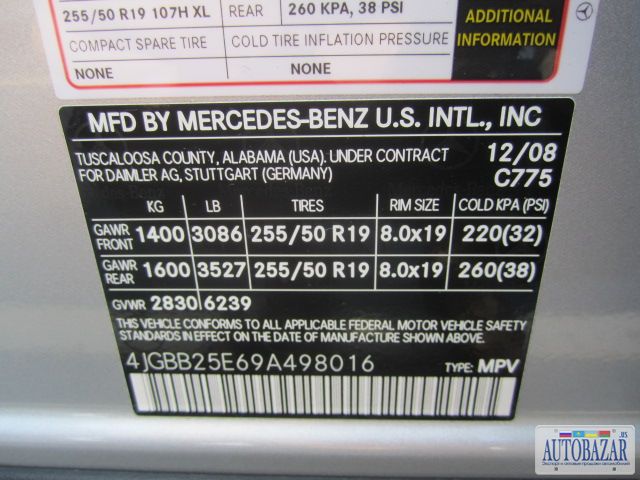 255/50 R19 107H XL REAR 260 KPA, 38 PSI
COMPACT SPARE TIRE COLD TIRE INFLATION PRESSURE
NONE NONE
ADDITIONAL
INFORMATION
MFD BY MERCEDES-BENZ U.S. INTL., INC
TUSCALOOSA COUNTY, ALABAMA (USA). UNDER CONTRACT 12/08
FOR DAIMLER AG, STUTTGART (GERMANY) C775
KG LB TIRES RIM SIZE COLD KPA (PSI)
GAWR FRONT 1400 3086 255/50 R19 8.0x19 220(32)
GAWR REAR 1600 3527 255/50 R19 8.0x19 260(38)
GVWR 2830 6239
THIS VEHICLE CONFORMS TO ALL APPLICABLE FEDERAL MOTOR VEHICLE SAFETY
STANDARDS IN EFFECT ON THE DATE OF MANUFACTURE SHOWN ABOVE.
4JGBB25E69A498016 TYPE: MPV
AUTOBAZAR.us
Экспорт и доставка автомобилей